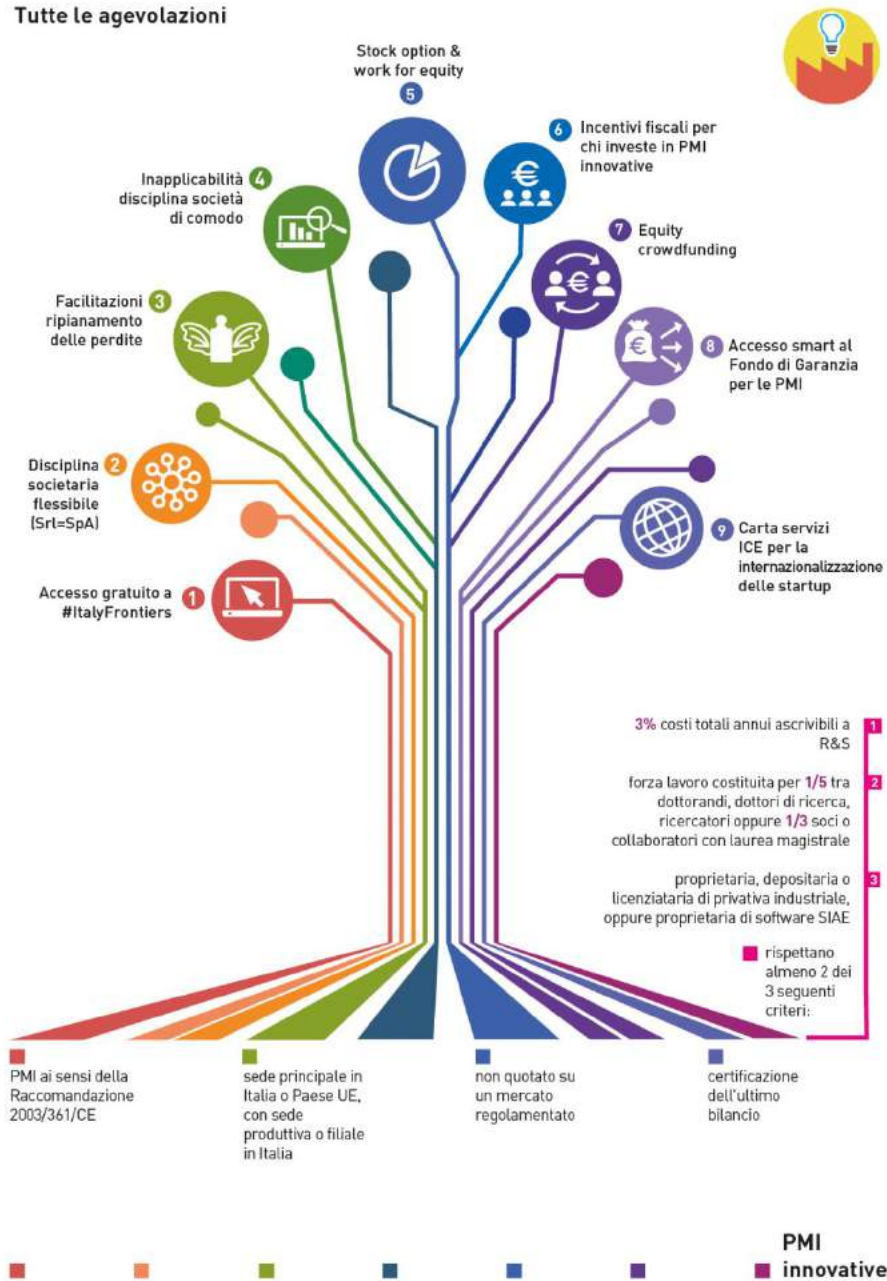 Tutte le agevolazioni
Stock option &
work for equity
5
6 Incentivi fiscali per
chi investe in PMI
innovative
Inapplicabilità 4
disciplina società
di comodo
7 Equity
crowdfunding
Facilitazioni 3
ripianamento
delle perdite
8 Accesso smart al
Fondo di Garanzia
per le PMI
Disciplina 2
societaria
flessibile
(Srl=SpA)
9 Carta servizi
ICE per la
internazionalizzazione
delle startup
Accesso gratuito a 1
#ItalyFrontiers
3% costi totali annui ascrivibili a 1
R&S
forza lavoro costituita per 1/5 tra 2
dottorandi, dottori di ricerca,
ricercatori oppure 1/3 soci o
collaboratori con laurea magistrale
proprietaria, depositaria o 3
licenziataria di privativa industriale,
oppure proprietaria di software SIAE
rispettano
almeno 2 dei
3 seguenti
criteri:
PMI ai sensi della
Raccomandazione
2003/361/CE
sede principale in
Italia o Paese UE,
con sede
produttiva o filiale
in Italia
non quotato su
un mercato
regolamentato
certificazione
dell'ultimo
bilancio
PMI
innovative